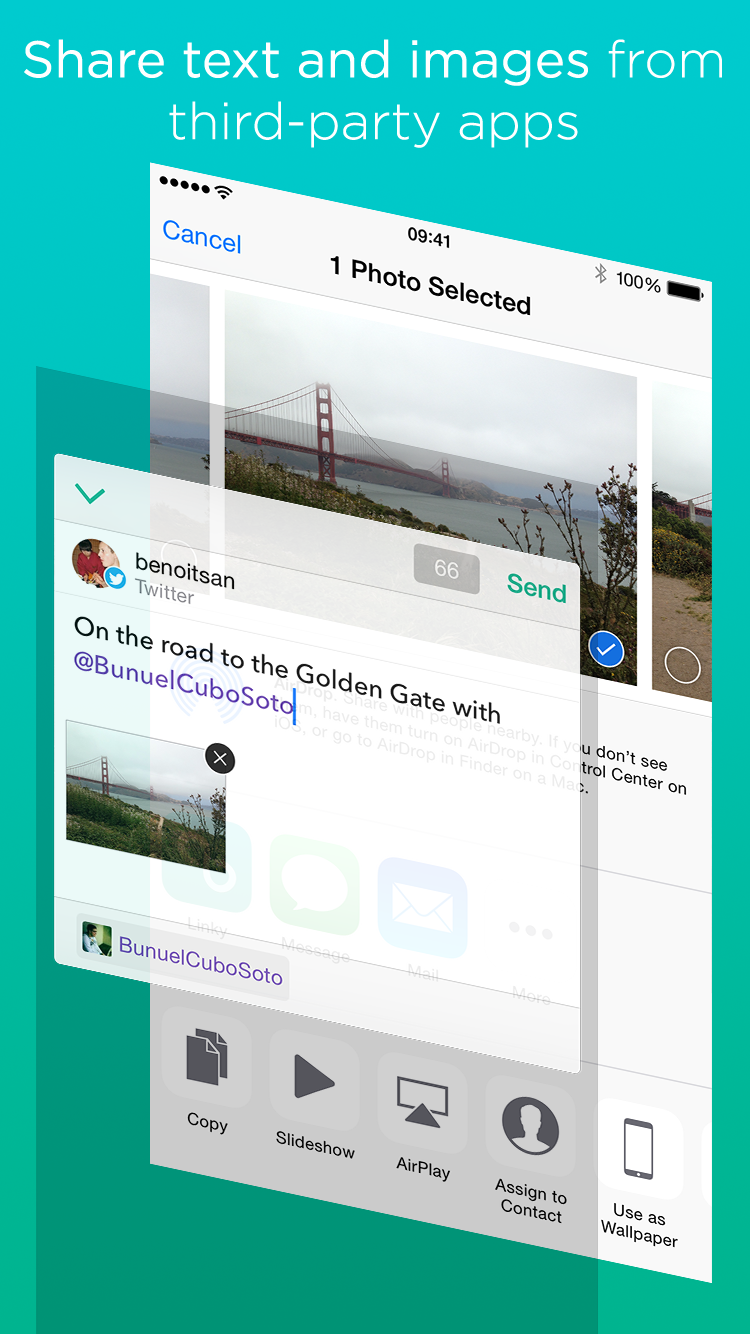 Share text and images from
third-party apps
09:41
100%
Cancel
1 Photo Selected
66
Send
benoitsan
Twitter
On the road to the Golden Gate with
@BunuelCuboSoto
AirDrop. Share with people nearby. If you don't see
them, have them turn on AirDrop in Control Center on
iOS, or go to AirDrop in Finder on a Mac.
Linky
Message
Mail
More
BunuelCuboSoto
Copy
Slideshow
AirPlay
Assign to
Contact
Use as
Wallpaper